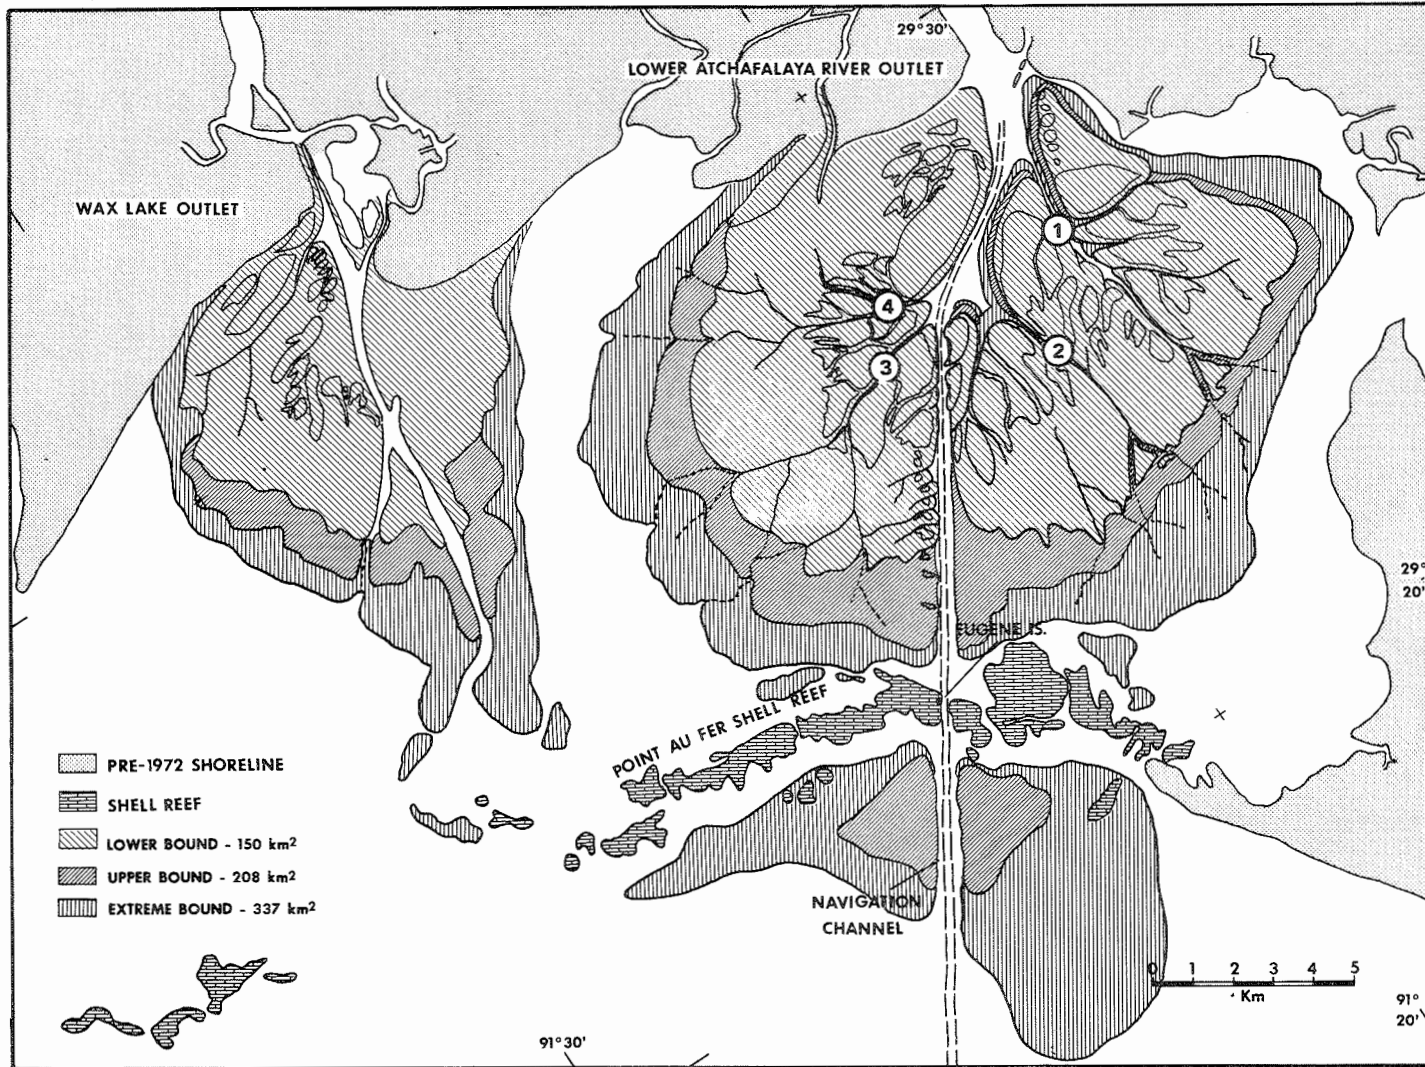 29°30'
LOWER ATCHAFALAYA RIVER OUTLET
WAX LAKE OUTLET
1
4
2
3
29°
20'
EUGENE IS.
POINT AU FER SHELL REEF
PRE-1972 SHORELINE
SHELL REEF
LOWER BOUND - 150 km²
UPPER BOUND - 208 km²
EXTREME BOUND - 337 km²
NAVIGATION
CHANNEL
0 1 2 3 4 5
Km
91°
20'
91°30'